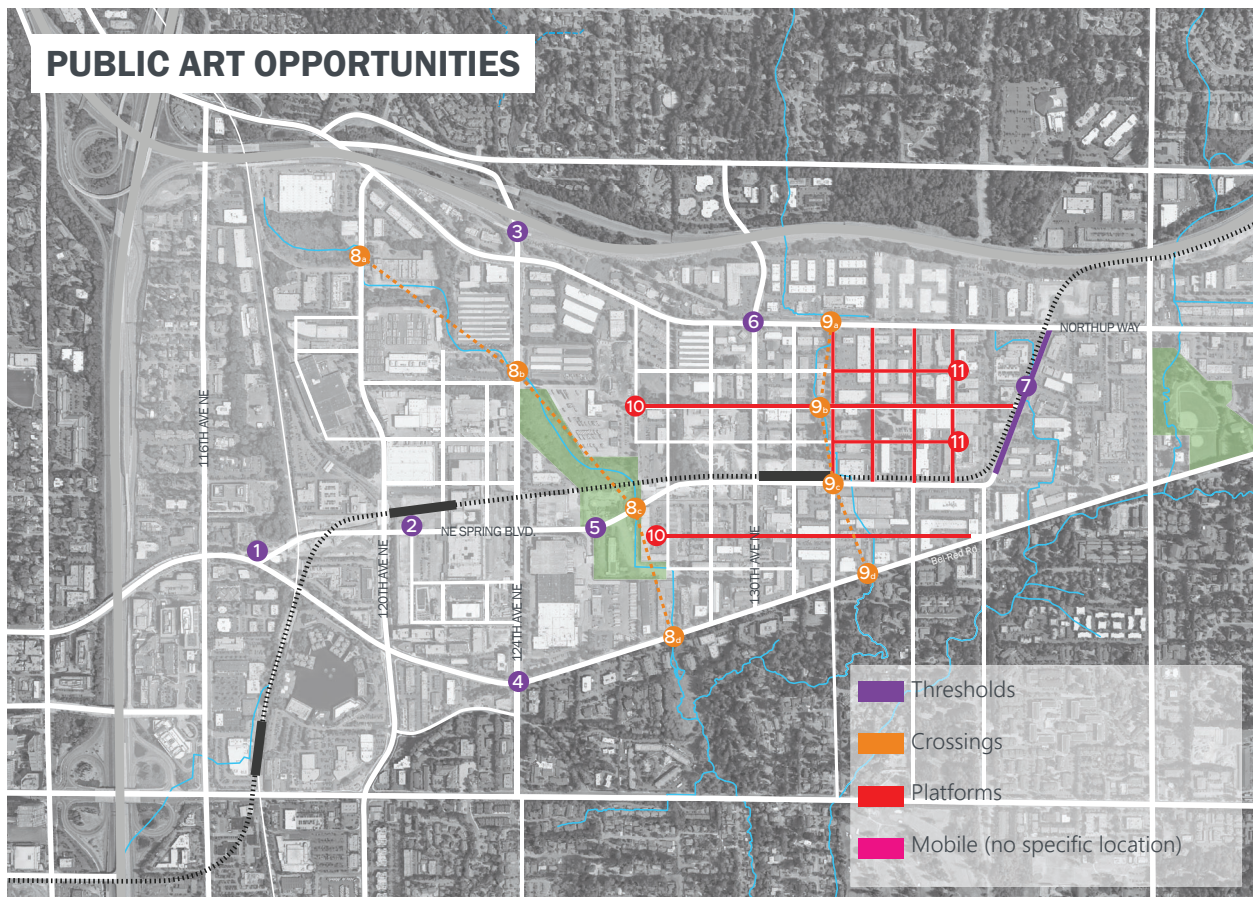 PUBLIC ART OPPORTUNITIES
3
8a
6
9a
NORTHUP WAY
8b
11
7
10
9b
116TH AVE NE
11
9c
8c
2
5
NE SPRING BLVD.
10
1
120TH AVE NE
130TH AVE NE
Bel-Red Rd
9d
124TH AVE NE
8d
4
Thresholds
Crossings
Platforms
Mobile (no specific location)